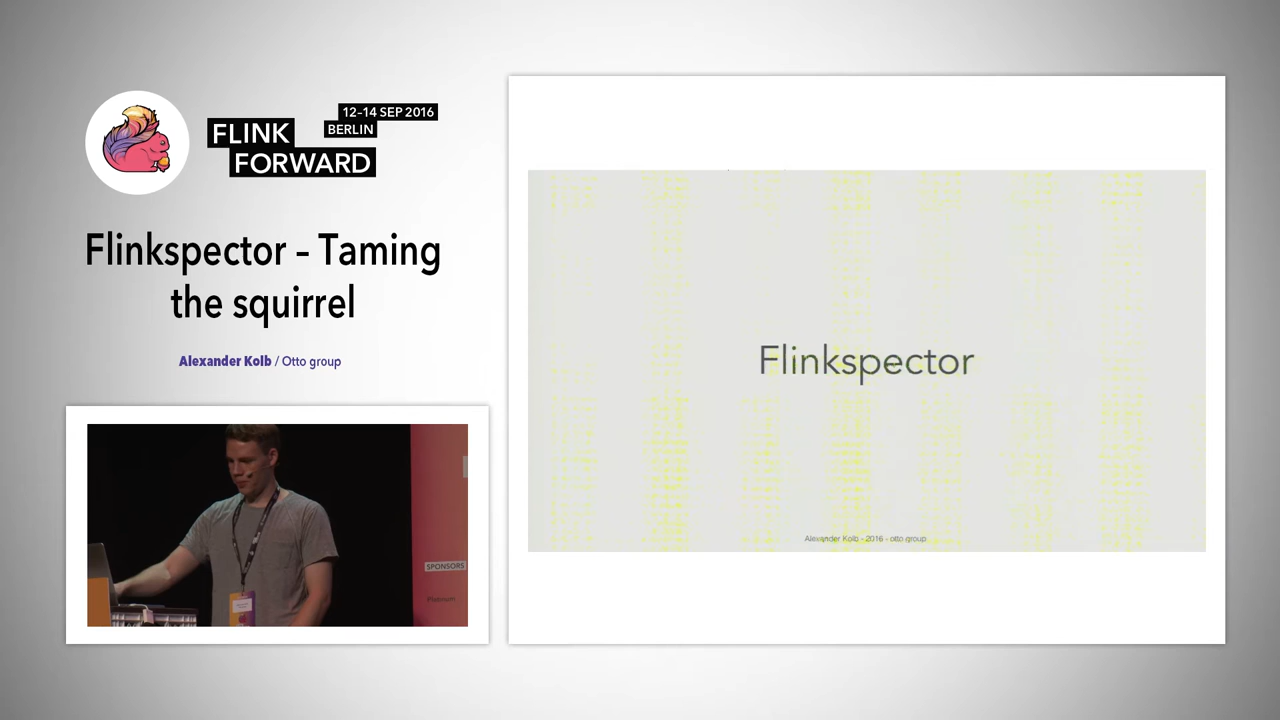 12–14 SEP 2016
BERLIN
FLINK
FORWARD
Flinkspector – Taming
the squirrel
Alexander Kolb / Otto group
SPONSORS
Platinum
Flinkspector
Alexander Kolb - 2016 - otto group